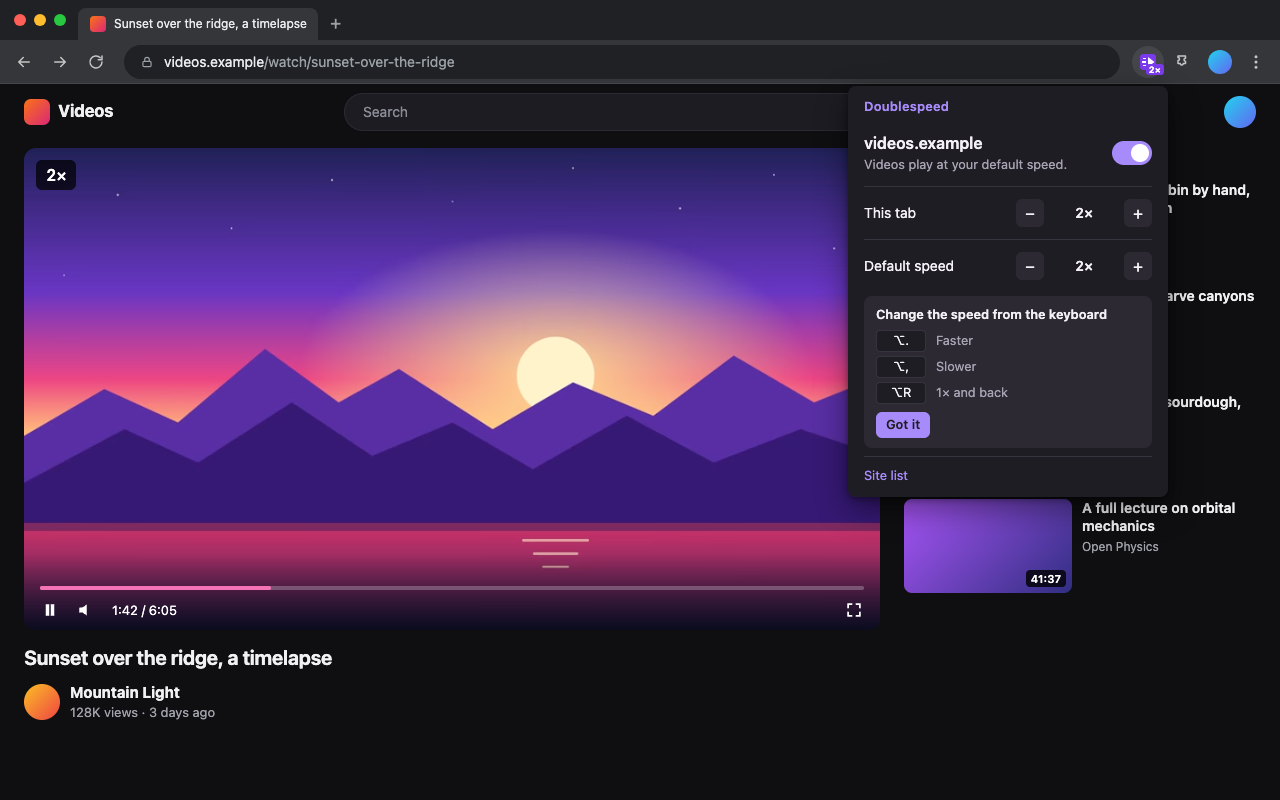 Sunset over the ridge, a timelapse
videos.example/watch/sunset-over-the-ridge
2×
Videos
Search
2×
Doublespeed
videos.example
Videos play at your default speed.
This tab
− 2× +
Default speed
− 2× +
Change the speed from the keyboard
⌥. Faster
⌥, Slower
⌥R 1× and back
Got it
Site list
bin by hand,
arve canyons
sourdough,
A full lecture on orbital
mechanics
Open Physics
41:37
1:42 / 6:05
Sunset over the ridge, a timelapse
Mountain Light
128K views · 3 days ago